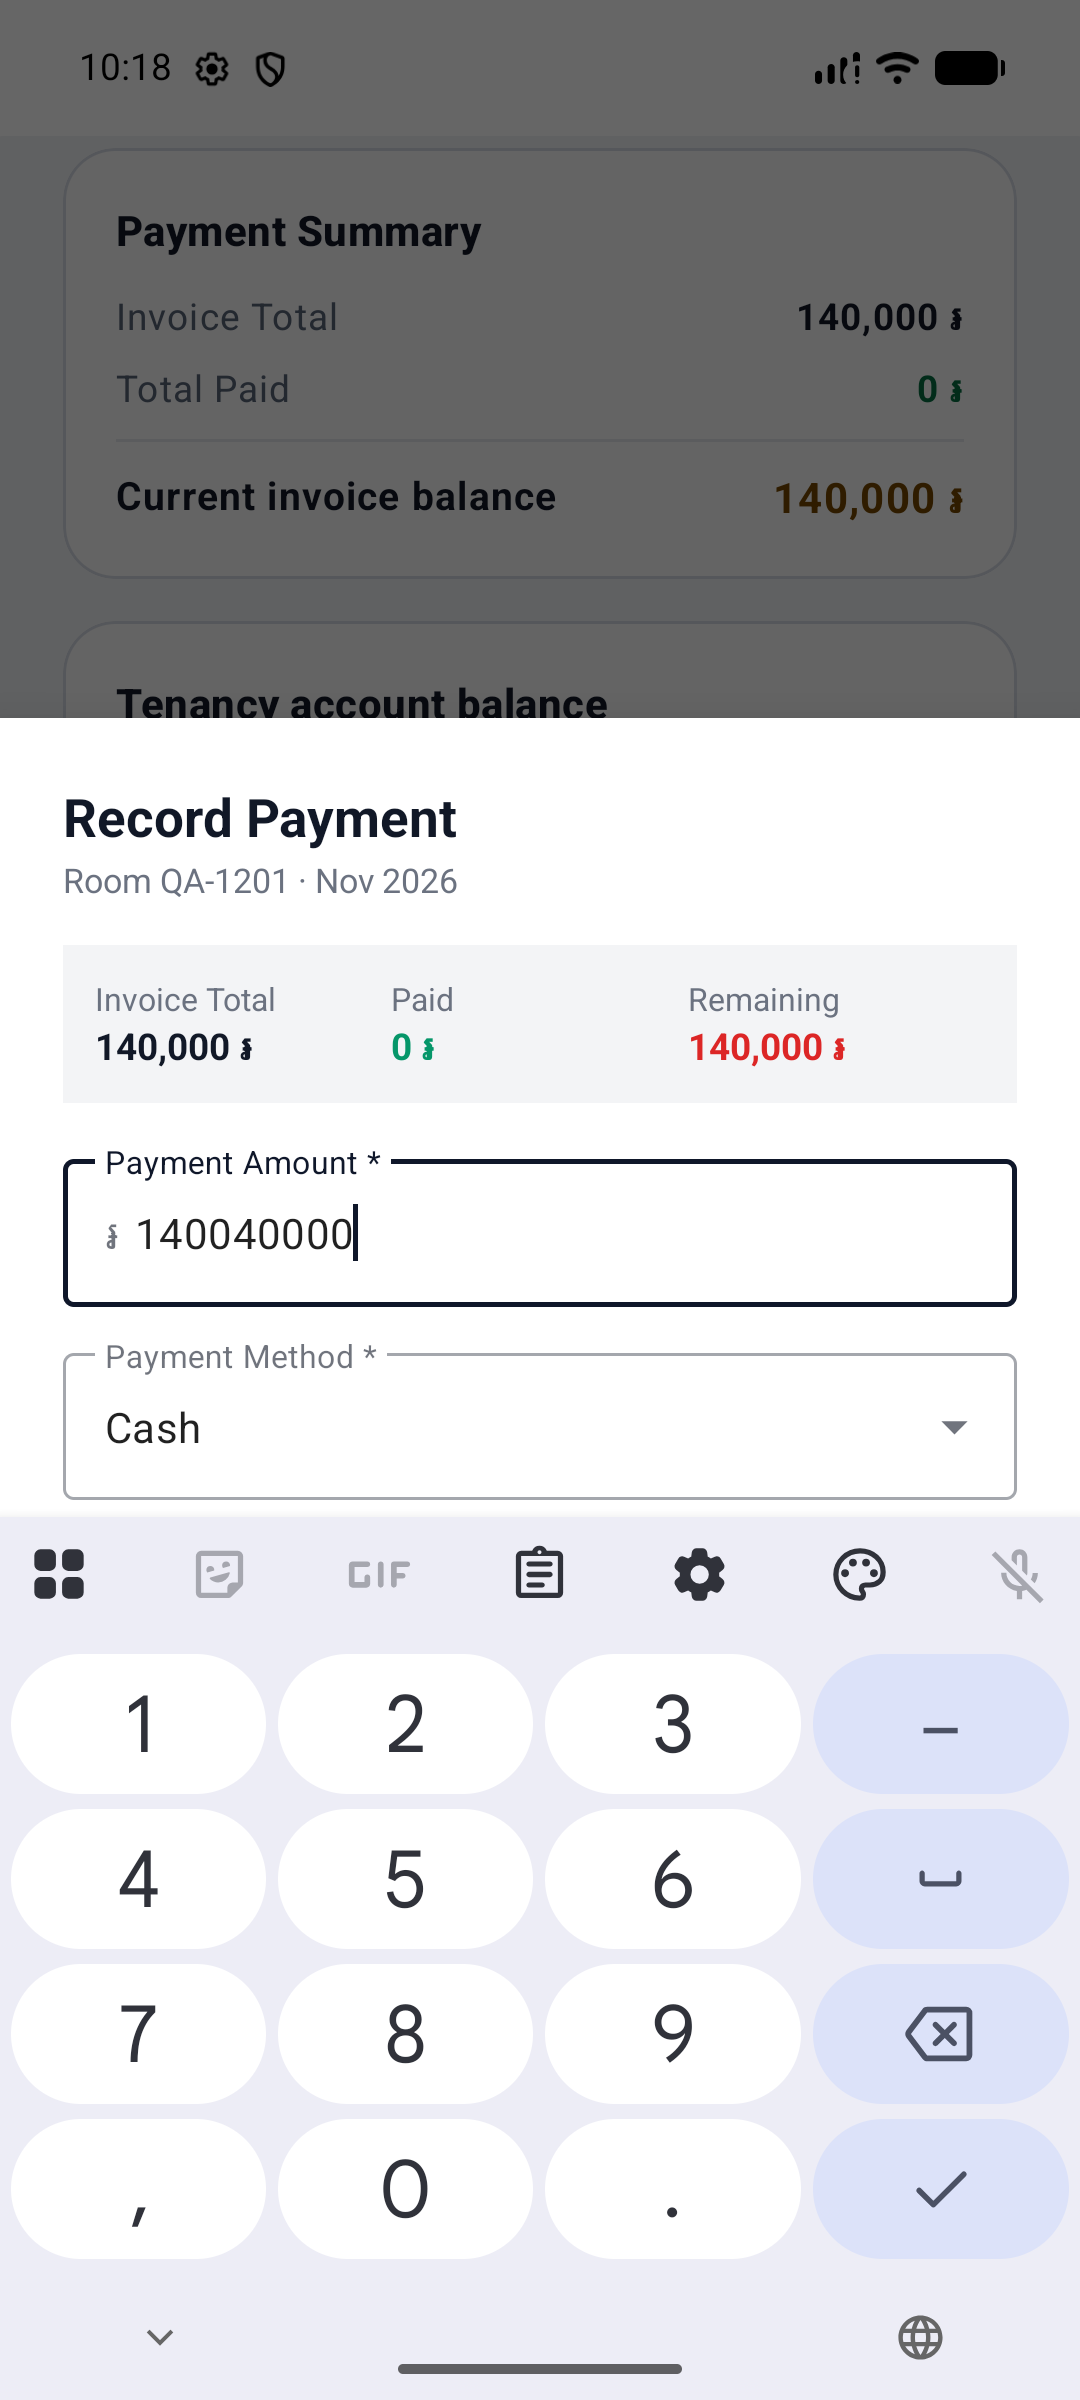 10:18
Payment Summary
Invoice Total 140,000 ៛
Total Paid 0 ៛
Current invoice balance 140,000 ៛
Tenancy account balance
Record Payment
Room QA-1201 · Nov 2026
Invoice Total Paid Remaining
140,000 ៛ 0 ៛ 140,000 ៛
Payment Amount *
៛ 140040000
Payment Method *
Cash
GIF
1 2 3 –
4 5 6
7 8 9
, 0 .